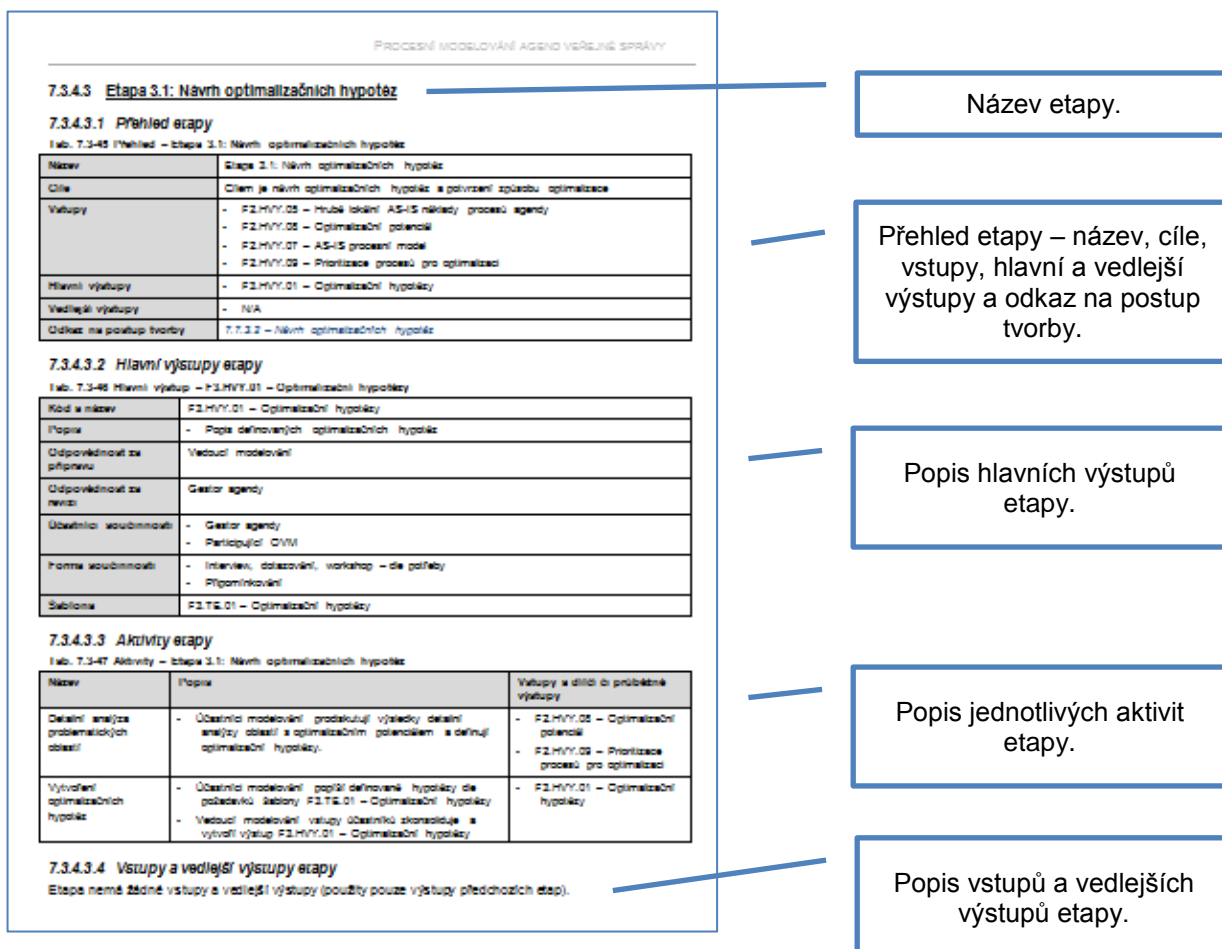 PROCESNÍ MODELOVÁNÍ AGEND VEŘEJNÉ SPRÁVY
7.3.4.3 Etapa 3.1: Návrh optimalizačních hypotéz
7.3.4.3.1 Přehled etapy
Tab. 7.3-45 Přehled – Etapa 3.1: Návrh optimalizačních hypotéz
Název Etapa 3.1: Návrh optimalizačních hypotéz
Cíle Cílem je návrh optimalizačních hypotéz a potvrzení způsobu optimalizace
Vstupy - F2.HVY.05 – Hrubé lokální AS-IS náklady procesů agendy
- F2.HVY.08 – Optimalizační potenciál
- F2.HVY.07 – AS-IS procesní model
- F2.HVY.09 – Prioritizace procesů pro optimalizaci
Hlavní výstupy - F3.HVY.01 – Optimalizační hypotézy
Vedlejší výstupy - N/A
Odkaz na postup tvorby 7.7.3.2 – Návrh optimalizačních hypotéz
7.3.4.3.2 Hlavní výstupy etapy
Tab. 7.3-46 Hlavní výstup – F3.HVY.01 – Optimalizační hypotézy
Kód a název F3.HVY.01 – Optimalizační hypotézy
Popis - Popis definovaných optimalizačních hypotéz
Odpovědnost za Vedoucí modelování
přípravu
Odpovědnost za Gestor agendy
revizi
Účastníci součinnosti - Gestor agendy
- Participující OVM
Forma součinnosti - Interview, dotazování, workshop – dle potřeby
- Připomínkování
Šablona F3.TE.01 – Optimalizační hypotézy
7.3.4.3.3 Aktivity etapy
Tab. 7.3-47 Aktivity – Etapa 3.1: Návrh optimalizačních hypotéz
Název Popis Vstupy a dílčí či průběžné
výstupy
Detailní analýza - Účastníci modelování prodiskutují výsledky detailní - F2.HVY.08 – Optimalizační
problematických analýzy oblastí s optimalizačním potenciálem a definují potenciál
oblastí optimalizační hypotézy. - F2.HVY.09 – Prioritizace
procesů pro optimalizaci
Vytvoření - Účastníci modelování popíší definované hypotézy dle - F3.HVY.01 – Optimalizační
optimalizačních požadavků šablony F3.TE.01 – Optimalizační hypotézy hypotézy
hypotéz - Vedoucí modelování vstupy účastníků zkonsoliduje a
vytvoří výstup F3.HVY.01 – Optimalizační hypotézy
7.3.4.3.4 Vstupy a vedlejší výstupy etapy
Etapa nemá žádné vstupy a vedlejší výstupy (použity pouze výstupy předchozích etap).
Název etapy.
Přehled etapy – název, cíle,
vstupy, hlavní a vedlejší
výstupy a odkaz na postup
tvorby.
Popis hlavních výstupů
etapy.
Popis jednotlivých aktivit
etapy.
Popis vstupů a vedlejších
výstupů etapy.